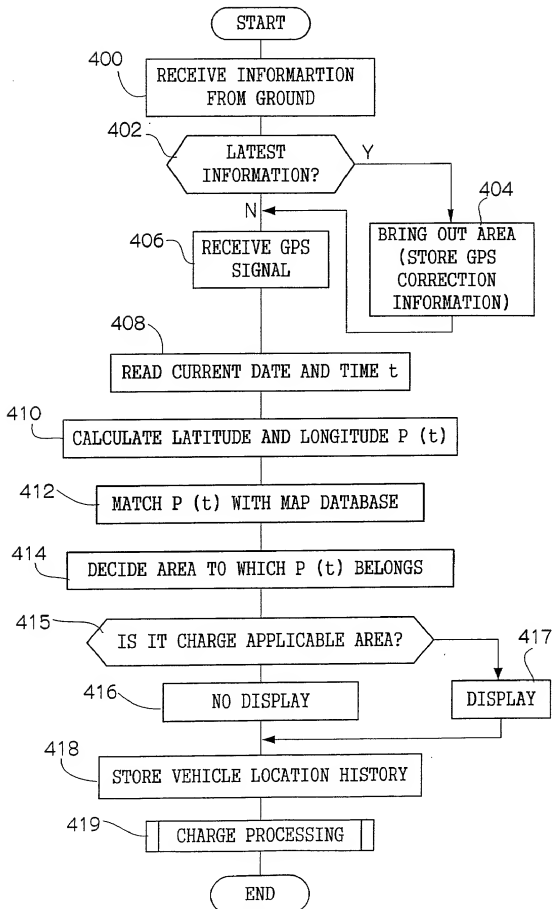 START
400
RECEIVE INFORMARTION
FROM GROUND
402
LATEST
INFORMATION?
Y
N
404
BRING OUT AREA
(STORE GPS
CORRECTION
INFORMATION)
406
RECEIVE GPS
SIGNAL
408
READ CURRENT DATE AND TIME t
410
CALCULATE LATITUDE AND LONGITUDE P (t)
412
MATCH P (t) WITH MAP DATABASE
414
DECIDE AREA TO WHICH P (t) BELONGS
415
IS IT CHARGE APPLICABLE AREA?
417
416
NO DISPLAY
DISPLAY
418
STORE VEHICLE LOCATION HISTORY
419
CHARGE PROCESSING
END